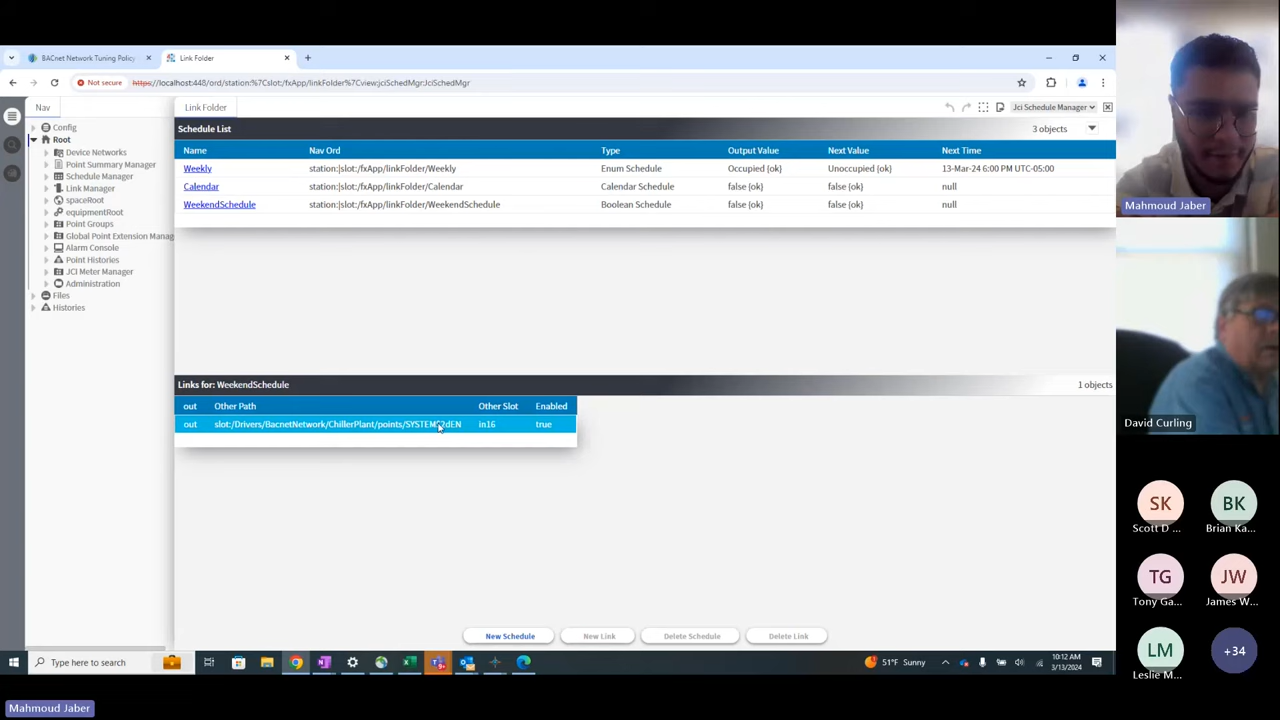 BACnet Network Tuning Policy
Link Folder
Not secure https://localhost:448/ord/station:%7Cslot:/fxApp/linkFolder%7Cview:jciSchedMgr:JciSchedMgr
Nav
Link Folder
Jci Schedule Manager
Config
Root
Device Networks
Point Summary Manager
Schedule Manager
Link Manager
spaceRoot
equipmentRoot
Point Groups
Global Point Extension Manag
Alarm Console
Point Histories
JCI Meter Manager
Administration
Files
Histories
Schedule List 3 objects
Name Nav Ord Type Output Value Next Value Next Time
Weekly station:|slot:/fxApp/linkFolder/Weekly Enum Schedule Occupied {ok} Unoccupied {ok} 13-Mar-24 6:00 PM UTC-05:00
Calendar station:|slot:/fxApp/linkFolder/Calendar Calendar Schedule false {ok} false {ok} null
WeekendSchedule station:|slot:/fxApp/linkFolder/WeekendSchedule Boolean Schedule false {ok} false {ok} null
Links for: WeekendSchedule 1 objects
out Other Path Other Slot Enabled
out slot:/Drivers/BacnetNetwork/ChillerPlant/points/SYSTEM$2dEN in16 true
New Schedule New Link Delete Schedule Delete Link
Type here to search
51°F Sunny
10:12 AM
3/13/2024
Mahmoud Jaber
David Curling
SK
Scott D ...
BK
Brian Ka...
TG
Tony Ga...
JW
James W...
LM
Leslie M...
+34
Mahmoud Jaber